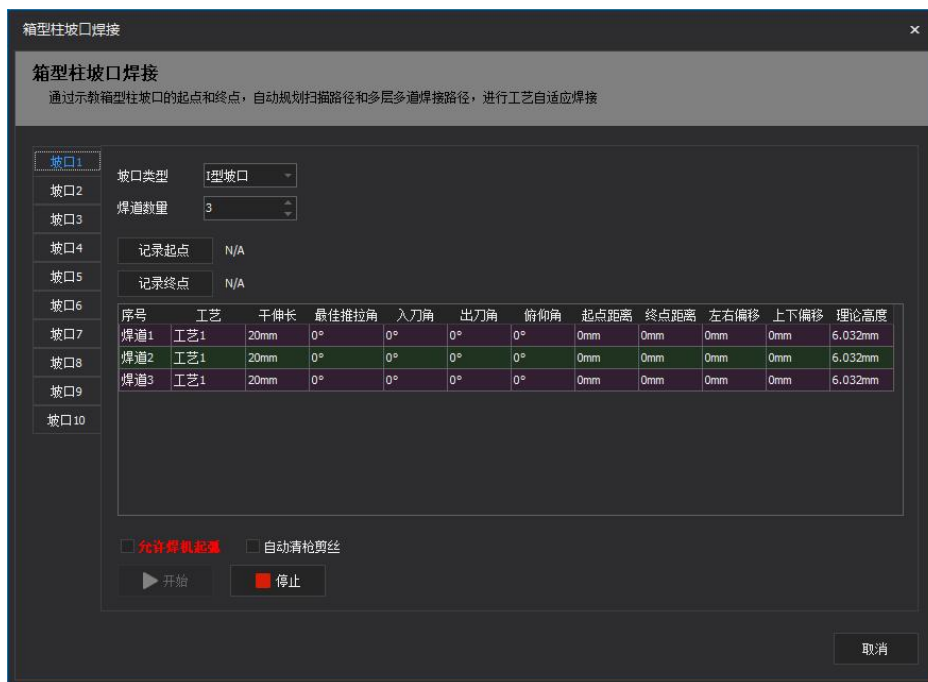 箱型柱坡口焊接
箱型柱坡口焊接
通过示教箱型柱坡口的起点和终点,自动规划扫描路径和多层多道焊接路径,进行工艺自适应焊接
坡口1
坡口2
坡口3
坡口4
坡口5
坡口6
坡口7
坡口8
坡口9
坡口10
坡口类型 I型坡口
焊道数量 3
记录起点 N/A
记录终点 N/A
序号 工艺 干伸长 最佳推拉角 入刀角 出刀角 俯仰角 起点距离 终点距离 左右偏移 上下偏移 理论高度
焊道1 工艺1 20mm 0° 0° 0° 0° 0mm 0mm 0mm 0mm 6.032mm
焊道2 工艺1 20mm 0° 0° 0° 0° 0mm 0mm 0mm 0mm 6.032mm
焊道3 工艺1 20mm 0° 0° 0° 0° 0mm 0mm 0mm 0mm 6.032mm
允许焊机起弧 自动清枪剪丝
开始 停止
取消